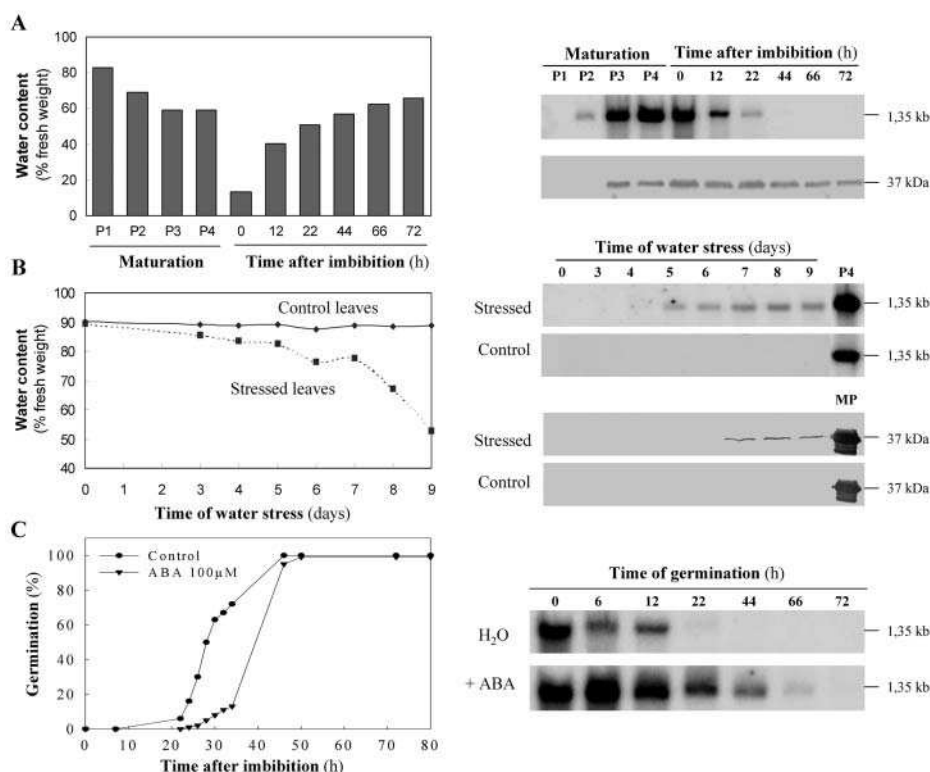 A
Water content
(% fresh weight)
100
80
60
40
20
0
P1 P2 P3 P4 0 12 22 44 66 72
Maturation Time after imbibition (h)
Maturation Time after imbibition (h)
P1 P2 P3 P4 0 12 22 44 66 72
1,35 kb
37 kDa
B
Water content
(% fresh weight)
100
90
80
70
60
50
40
Control leaves
Stressed leaves
0 1 2 3 4 5 6 7 8 9
Time of water stress (days)
Time of water stress (days)
0 3 4 5 6 7 8 9 P4
Stressed 1,35 kb
Control 1,35 kb
MP
Stressed 37 kDa
Control 37 kDa
C
Germination (%)
100
80
60
40
20
0
Control
ABA 100µM
0 10 20 30 40 50 60 70 80
Time after imbibition (h)
Time of germination (h)
0 6 12 22 44 66 72
H₂O 1,35 kb
+ ABA 1,35 kb